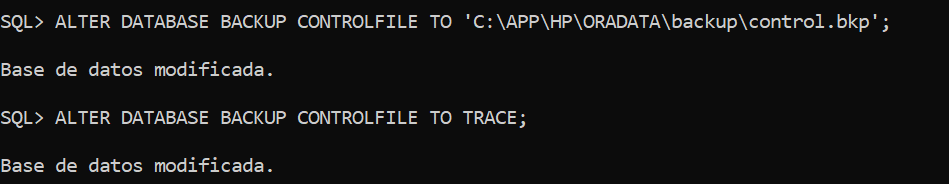 SQL> ALTER DATABASE BACKUP CONTROLFILE TO 'C:\APP\HP\ORADATA\backup\control.bkp';
Base de datos modificada.
SQL> ALTER DATABASE BACKUP CONTROLFILE TO TRACE;
Base de datos modificada.